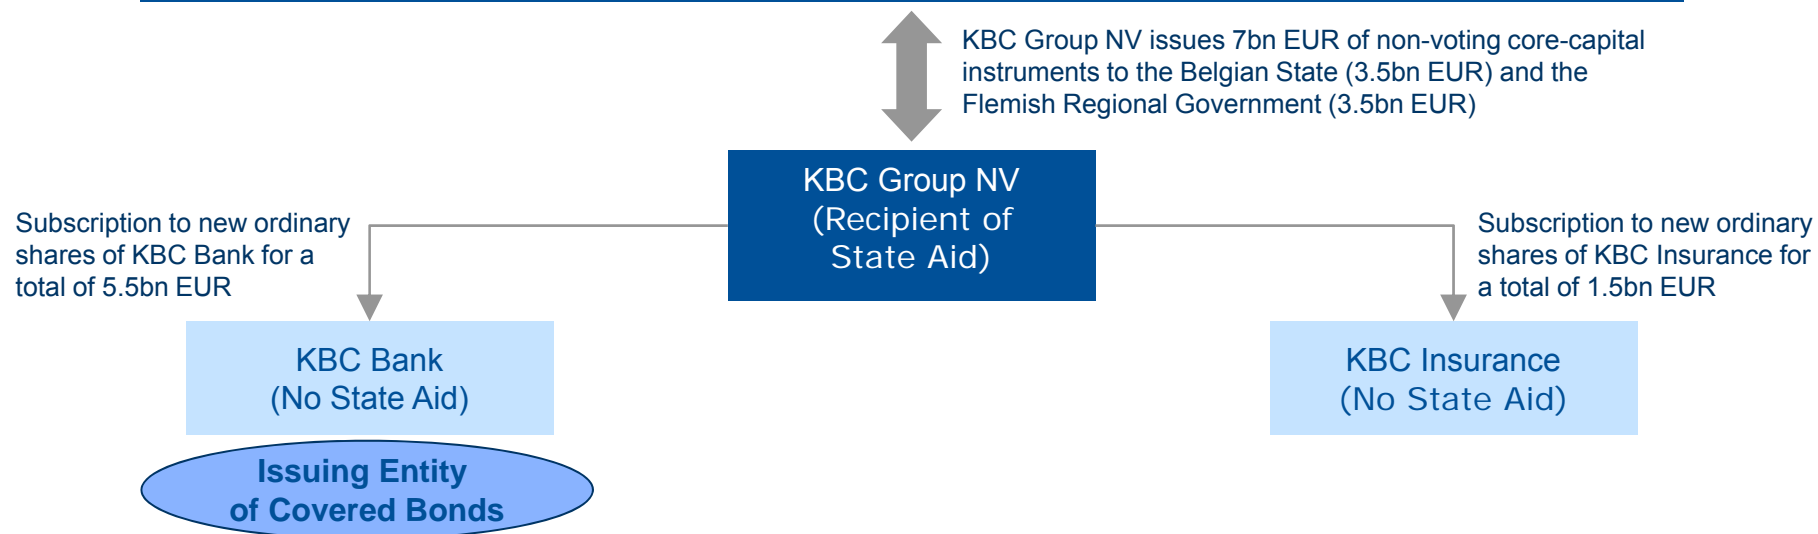 KBC Group NV issues 7bn EUR of non-voting core-capital
instruments to the Belgian State (3.5bn EUR) and the
Flemish Regional Government (3.5bn EUR)
KBC Group NV
(Recipient of
State Aid)
Subscription to new ordinary
shares of KBC Bank for a
total of 5.5bn EUR
Subscription to new ordinary
shares of KBC Insurance for
a total of 1.5bn EUR
KBC Bank
(No State Aid)
KBC Insurance
(No State Aid)
Issuing Entity
of Covered Bonds